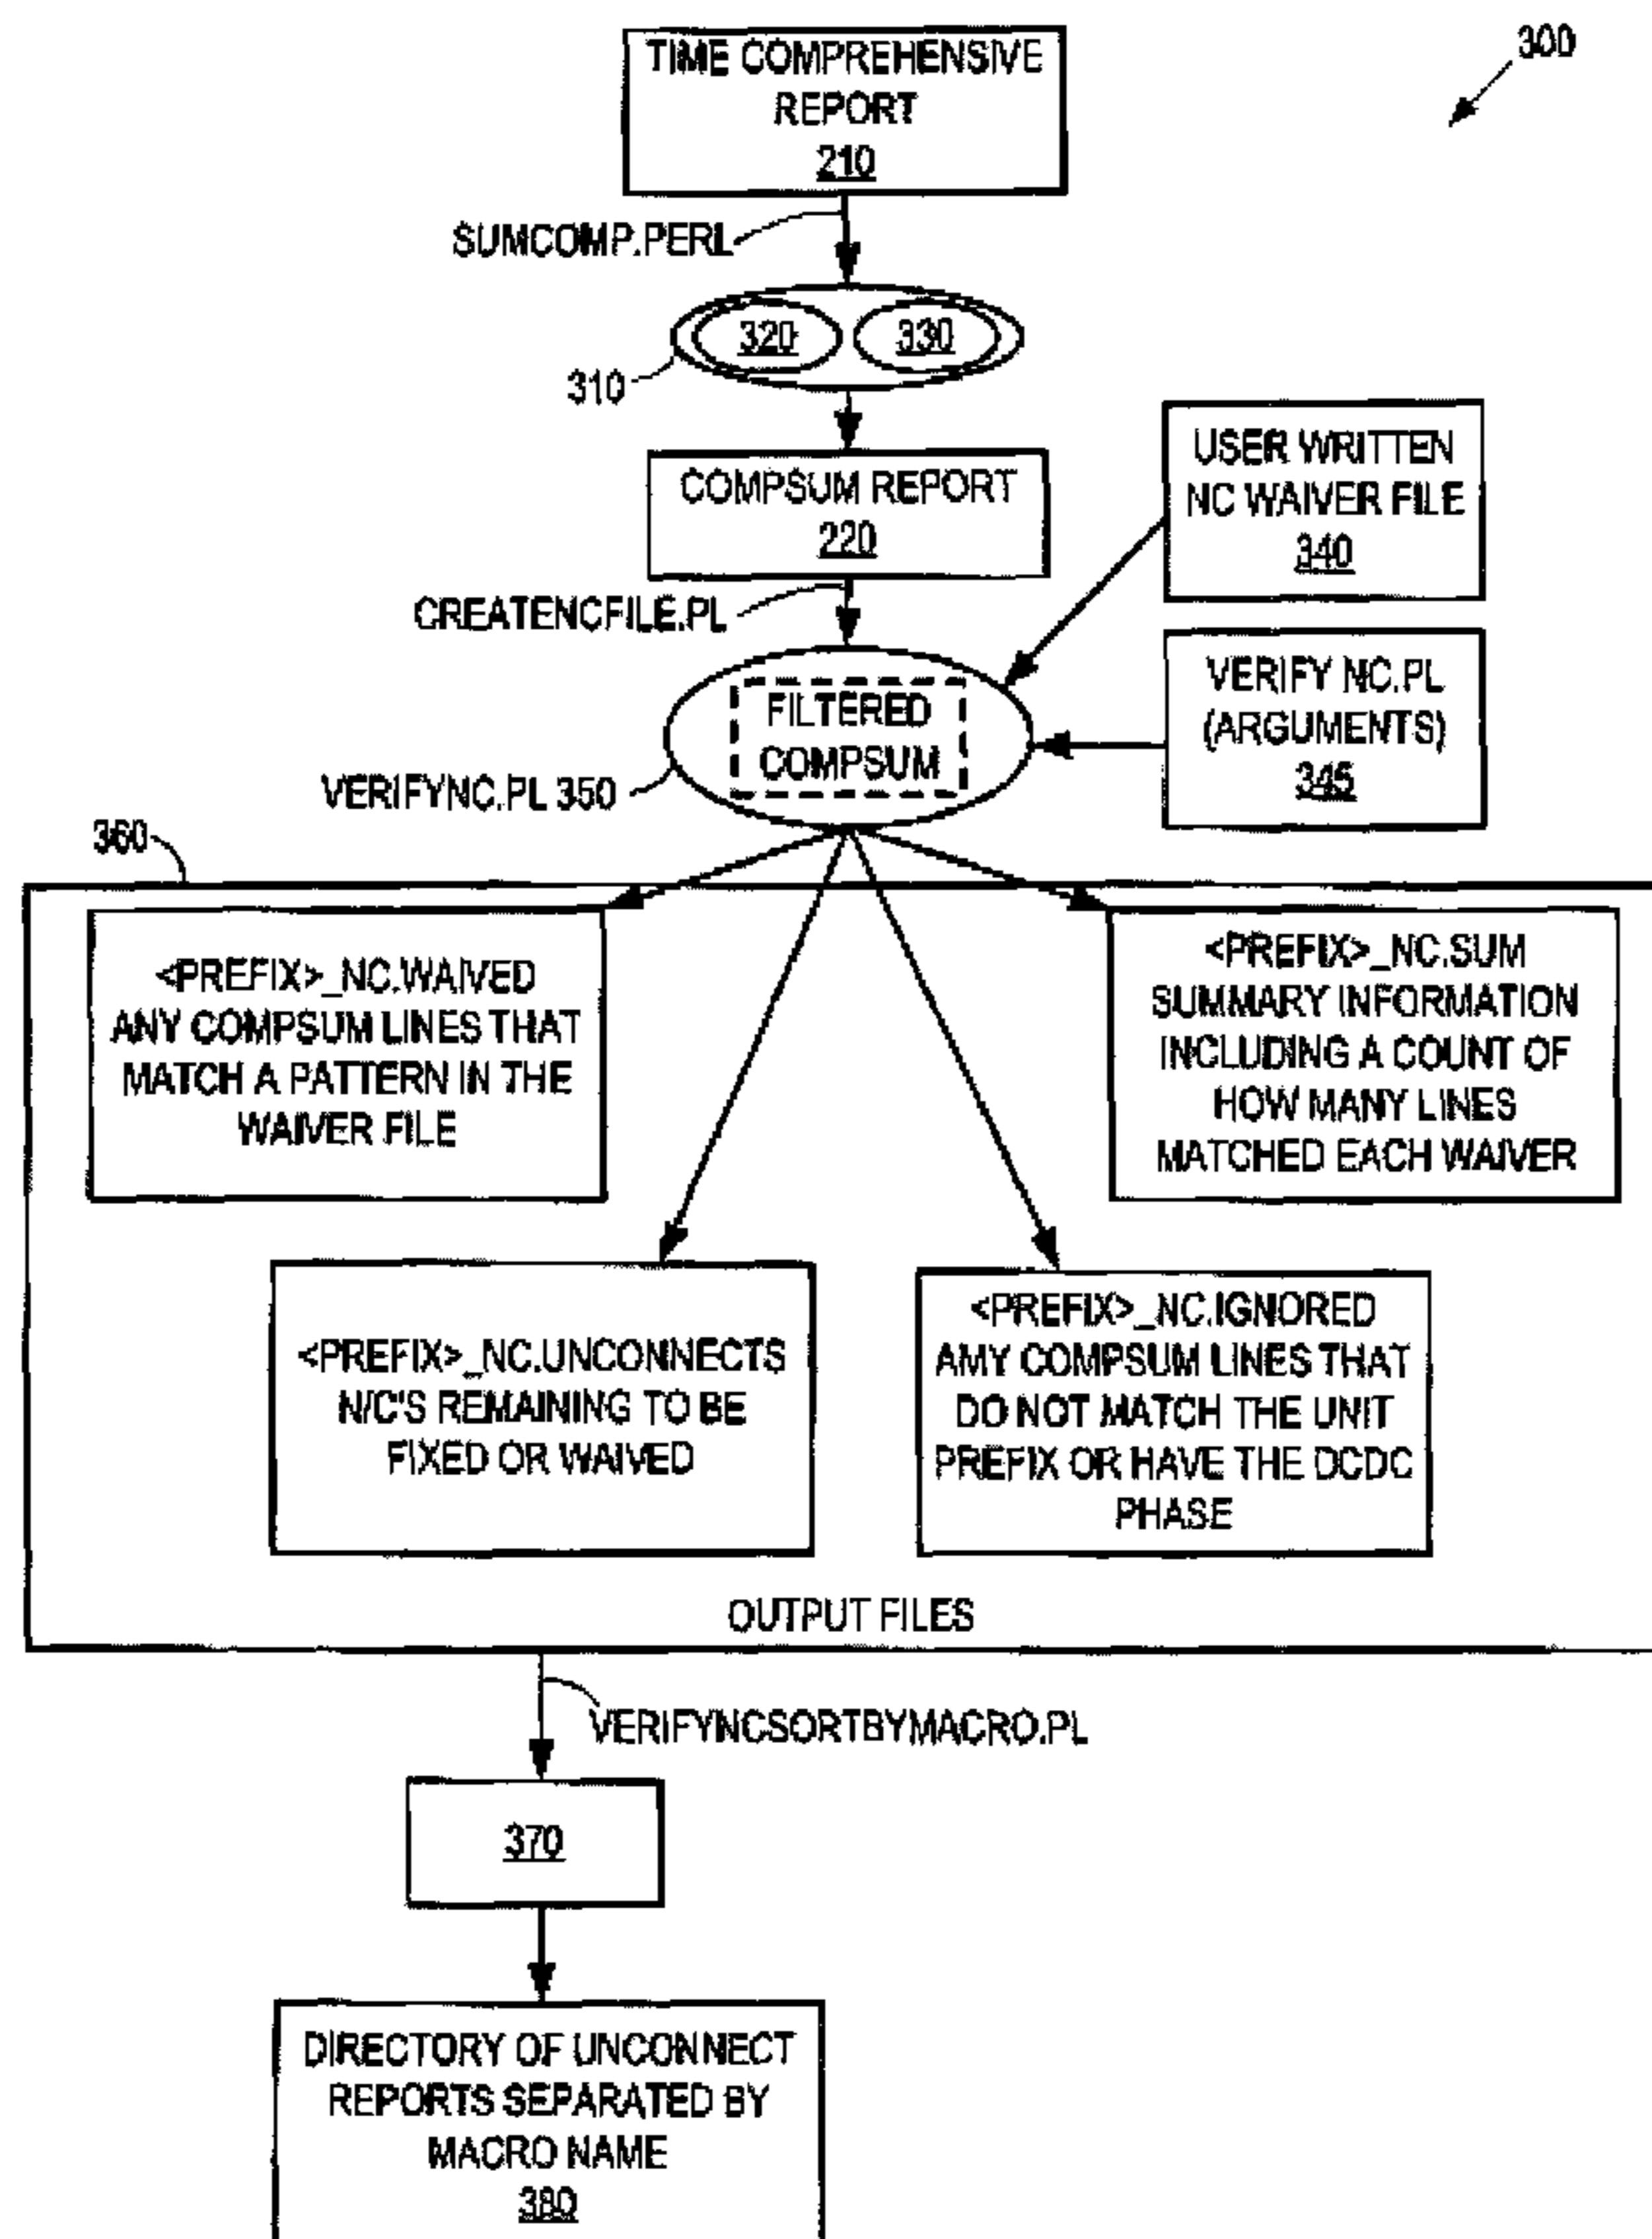 300
TIME COMPREHENSIVE
REPORT
210
SUMCOMP.PERL
320
330
310
COMPSUM REPORT
220
USER WRITTEN
NC WAIVER FILE
340
CREATENCFILE.PL
VERIFY NC.PL
(ARGUMENTS)
345
FILTERED
COMPSUM
VERIFYNC.PL 350
360
<PREFIX>_NC.WAIVED
ANY COMPSUM LINES THAT
MATCH A PATTERN IN THE
WAIVER FILE
<PREFIX>_NC.SUM
SUMMARY INFORMATION
INCLUDING A COUNT OF
HOW MANY LINES
MATCHED EACH WAIVER
<PREFIX>_NC.UNCONNECTS
N/C'S REMAINING TO BE
FIXED OR WAIVED
<PREFIX>_NC.IGNORED
AMY COMPSUM LINES THAT
DO NOT MATCH THE UNIT
PREFIX OR HAVE THE DCDC
PHASE
OUTPUT FILES
VERIFYNCSORTBYMACRO.PL
370
DIRECTORY OF UNCONNECT
REPORTS SEPARATED BY
MACRO NAME
380